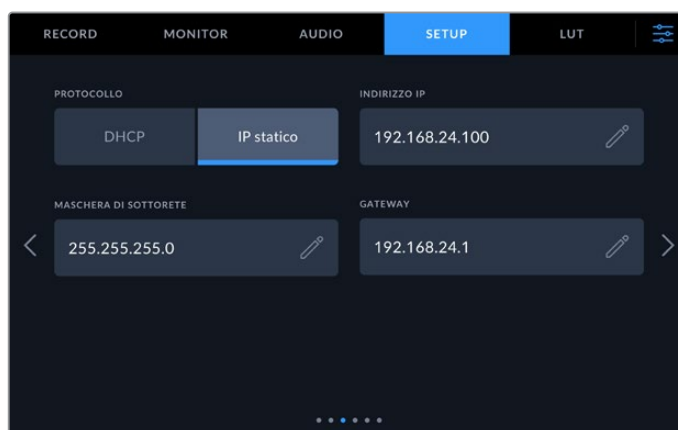 RECORD MONITOR AUDIO SETUP LUT
PROTOCOLLO INDIRIZZO IP
DHCP IP statico 192.168.24.100
MASCHERA DI SOTTORETE GATEWAY
255.255.255.0 192.168.24.1